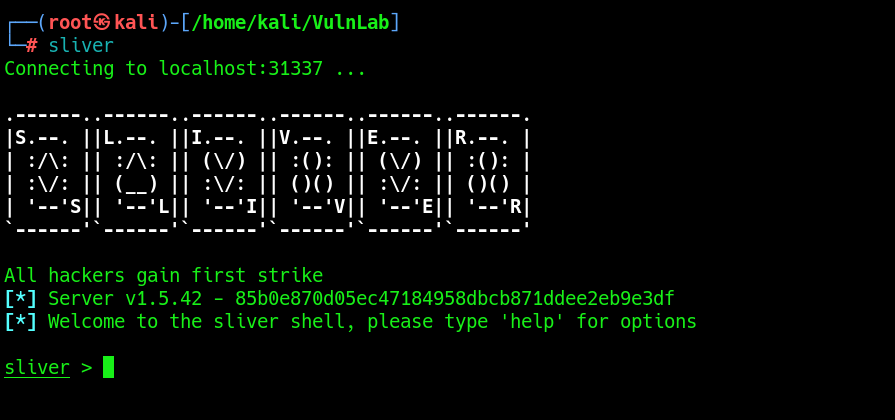 ┌──(root㉿kali)-[/home/kali/VulnLab]
└─# sliver
Connecting to localhost:31337 ...
.------..------..------..------..------..------.
|S.--. ||L.--. ||I.--. ||V.--. ||E.--. ||R.--. |
| :/\: || :/\: || (\/) || :(): || (\/) || :(): |
| :\/: || (__) || :\/: || ()() || :\/: || ()() |
| '--'S|| '--'L|| '--'I|| '--'V|| '--'E|| '--'R|
`------'`------'`------'`------'`------'`------'
All hackers gain first strike
[*] Server v1.5.42 - 85b0e870d05ec47184958dbcb871ddee2eb9e3df
[*] Welcome to the sliver shell, please type 'help' for options
sliver >